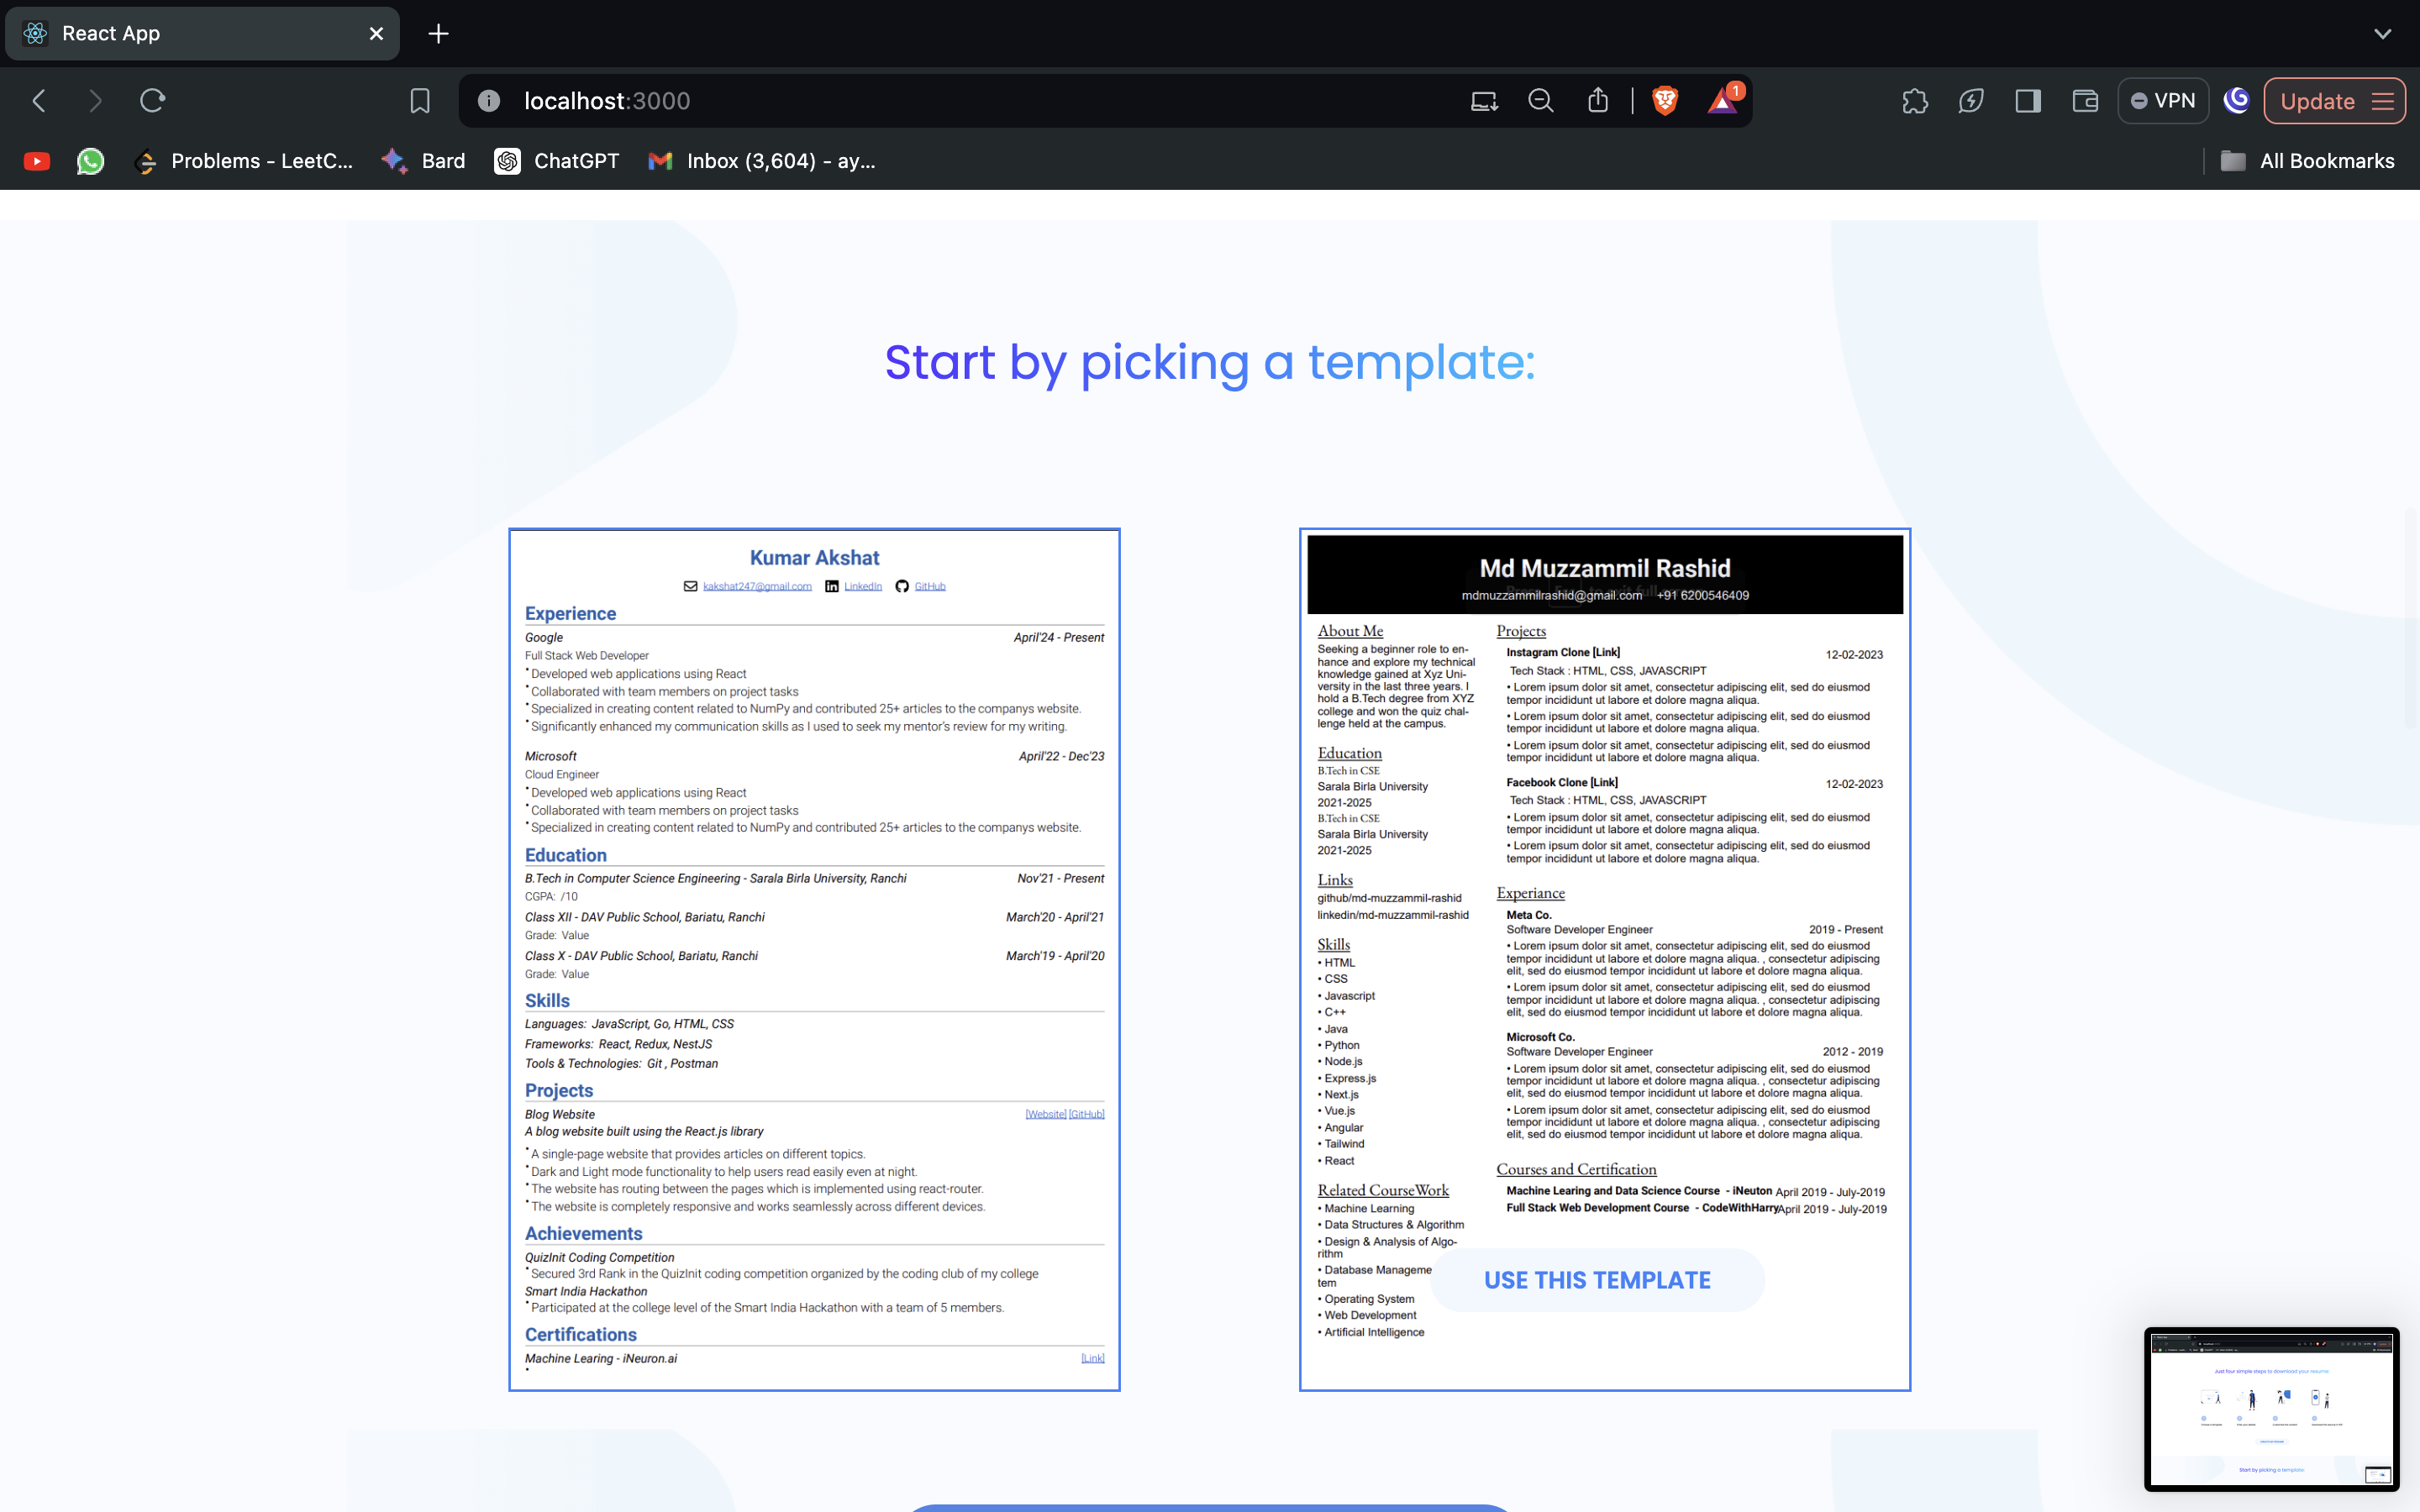 React App
localhost:3000
1
VPN
Update
Problems - LeetC...
Bard
ChatGPT
Inbox (3,604) - ay...
All Bookmarks
Start by picking a template:
Kumar Akshat
kakshat247@gmail.com LinkedIn GitHub
Experience
Google April'24 - Present
Full Stack Web Developer
• Developed web applications using React
• Collaborated with team members on project tasks
• Specialized in creating content related to NumPy and contributed 25+ articles to the companys website.
• Significantly enhanced my communication skills as I used to seek my mentor's review for my writing.
Microsoft April'22 - Dec'23
Cloud Engineer
• Developed web applications using React
• Collaborated with team members on project tasks
• Specialized in creating content related to NumPy and contributed 25+ articles to the companys website.
Education
B.Tech in Computer Science Engineering - Sarala Birla University, Ranchi Nov'21 - Present
CGPA: /10
Class XII - DAV Public School, Bariatu, Ranchi March'20 - April'21
Grade: Value
Class X - DAV Public School, Bariatu, Ranchi March'19 - April'20
Grade: Value
Skills
Languages: JavaScript, Go, HTML, CSS
Frameworks: React, Redux, NestJS
Tools & Technologies: Git , Postman
Projects
Blog Website [Website] [GitHub]
A blog website built using the React.js library
• A single-page website that provides articles on different topics.
• Dark and Light mode functionality to help users read easily even at night.
• The website has routing between the pages which is implemented using react-router.
• The website is completely responsive and works seamlessly across different devices.
Achievements
QuizInit Coding Competition
• Secured 3rd Rank in the QuizInit coding competition organized by the coding club of my college
Smart India Hackathon
• Participated at the college level of the Smart India Hackathon with a team of 5 members.
Certifications
Machine Learing - iNeuron.ai [Link]
•
Md Muzzammil Rashid
mdmuzzammilrashid@gmail.com +91 6200546409
About Me
Seeking a beginner role to en-
hance and explore my technical
knowledge gained at Xyz Uni-
versity in the last three years. I
hold a B.Tech degree from XYZ
college and won the quiz chal-
lenge held at the campus.
Education
B.Tech in CSE
Sarala Birla University
2021-2025
B.Tech in CSE
Sarala Birla University
2021-2025
Links
github/md-muzzammil-rashid
linkedin/md-muzzammil-rashid
Skills
• HTML
• CSS
• Javascript
• C++
• Java
• Python
• Node.js
• Express.js
• Next.js
• Vue.js
• Angular
• Tailwind
• React
Related CourseWork
• Machine Learning
• Data Structures & Algorithm
• Design & Analysis of Algo-
rithm
• Database Manageme
tem
• Operating System
• Web Development
• Artificial Intelligence
Projects
Instagram Clone [Link] 12-02-2023
Tech Stack : HTML, CSS, JAVASCRIPT
• Lorem ipsum dolor sit amet, consectetur adipiscing elit, sed do eiusmod
tempor incididunt ut labore et dolore magna aliqua.
• Lorem ipsum dolor sit amet, consectetur adipiscing elit, sed do eiusmod
tempor incididunt ut labore et dolore magna aliqua.
• Lorem ipsum dolor sit amet, consectetur adipiscing elit, sed do eiusmod
tempor incididunt ut labore et dolore magna aliqua.
Facebook Clone [Link] 12-02-2023
Tech Stack : HTML, CSS, JAVASCRIPT
• Lorem ipsum dolor sit amet, consectetur adipiscing elit, sed do eiusmod
tempor incididunt ut labore et dolore magna aliqua.
• Lorem ipsum dolor sit amet, consectetur adipiscing elit, sed do eiusmod
tempor incididunt ut labore et dolore magna aliqua.
Experiance
Meta Co.
Software Developer Engineer 2019 - Present
• Lorem ipsum dolor sit amet, consectetur adipiscing elit, sed do eiusmod
tempor incididunt ut labore et dolore magna aliqua. , consectetur adipiscing
elit, sed do eiusmod tempor incididunt ut labore et dolore magna aliqua.
• Lorem ipsum dolor sit amet, consectetur adipiscing elit, sed do eiusmod
tempor incididunt ut labore et dolore magna aliqua. , consectetur adipiscing
elit, sed do eiusmod tempor incididunt ut labore et dolore magna aliqua.
Microsoft Co.
Software Developer Engineer 2012 - 2019
• Lorem ipsum dolor sit amet, consectetur adipiscing elit, sed do eiusmod
tempor incididunt ut labore et dolore magna aliqua. , consectetur adipiscing
elit, sed do eiusmod tempor incididunt ut labore et dolore magna aliqua.
• Lorem ipsum dolor sit amet, consectetur adipiscing elit, sed do eiusmod
tempor incididunt ut labore et dolore magna aliqua. , consectetur adipiscing
elit, sed do eiusmod tempor incididunt ut labore et dolore magna aliqua.
Courses and Certification
Machine Learing and Data Science Course - iNeuton April 2019 - July-2019
Full Stack Web Development Course - CodeWithHarry April 2019 - July-2019
USE THIS TEMPLATE
Just four simple steps to download your resume
Start by picking a template